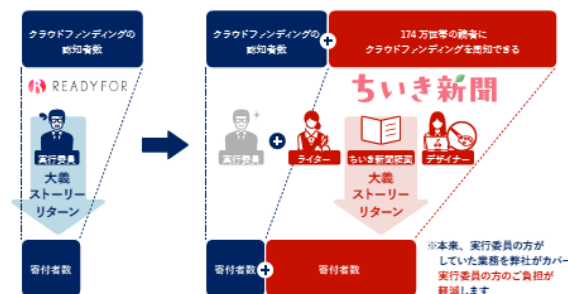 クラウドファンディングの
認知者数
READYFOR
実行委員
大義
ストーリー
リターン
寄付者数
クラウドファンディングの
認知者数
+
174万世帯の読者に
クラウドファンディングを周知できる
ちいき新聞
実行委員
+
ライター
ちいき新聞紙面
デザイナー
大義
ストーリー
リターン
寄付者数
+
寄付者数
※本来、実行委員の方が
していた業務を弊社がカバー
実行委員の方のご負担が
軽減します